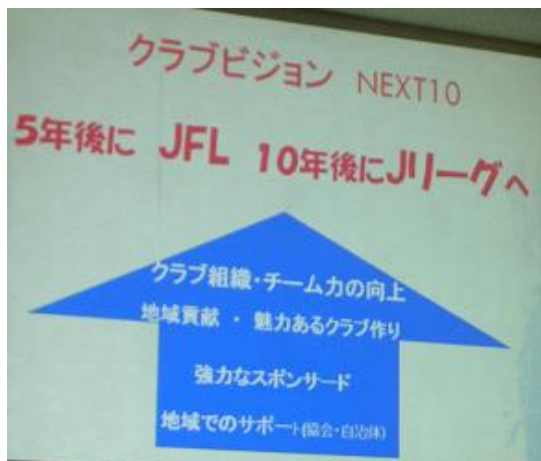 クラブビジョン NEXT10
5年後に JFL 10年後にJリーグへ
クラブ組織・チーム力の向上
地域貢献 ・ 魅力あるクラブ作り
強力なスポンサード
地域でのサポート(協会・自治体)